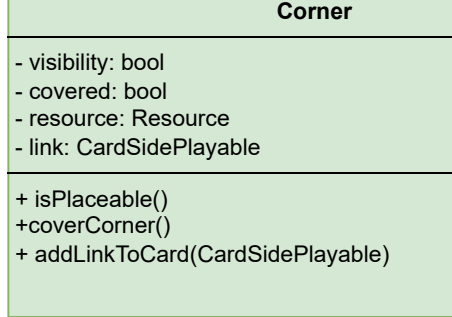 Corner
- visibility: bool
- covered: bool
- resource: Resource
- link: CardSidePlayable
+ isPlaceable()
+coverCorner()
+ addLinkToCard(CardSidePlayable)